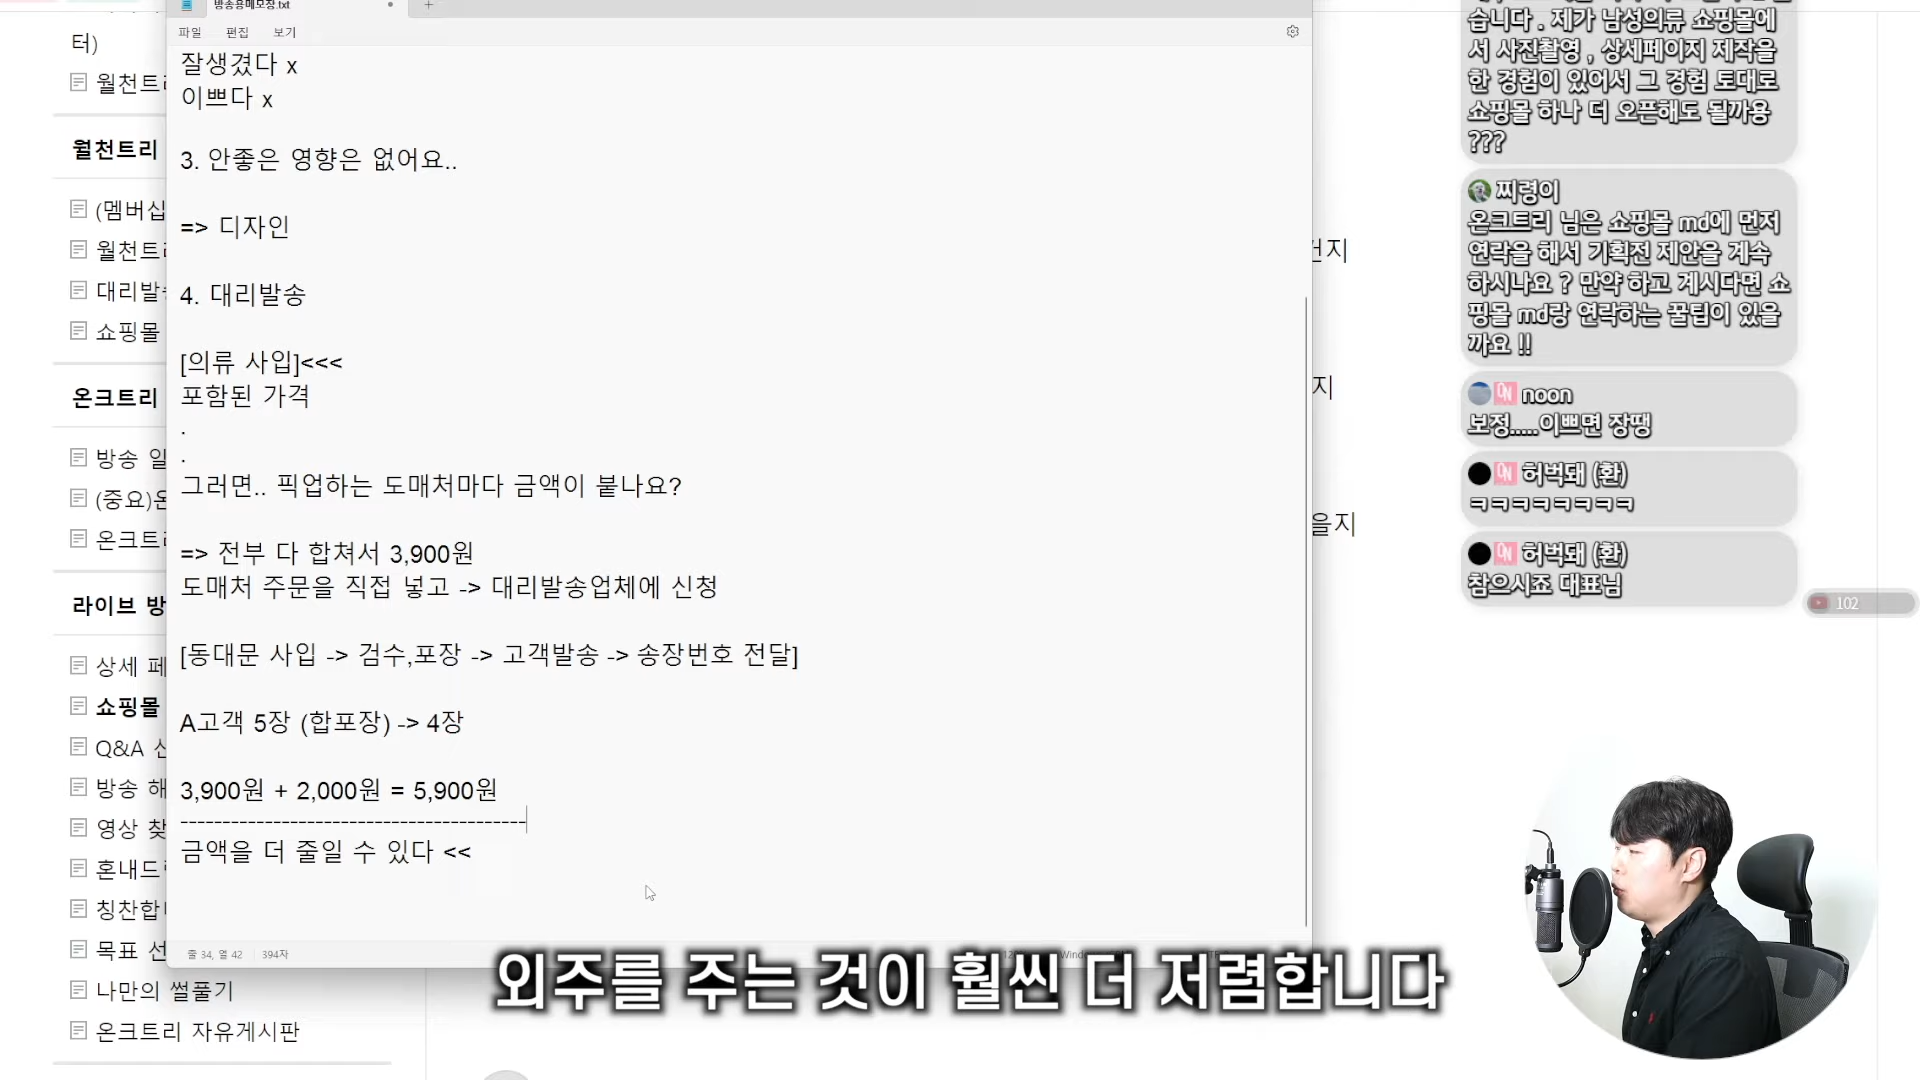 방송용메모장.txt
파일 편집 보기
잘생겼다 x
이쁘다 x
3. 안좋은 영향은 없어요..
=> 디자인
4. 대리발송
[의류 사입]<<<
포함된 가격
.
.
그러면.. 픽업하는 도매처마다 금액이 붙나요?
=> 전부 다 합쳐서 3,900원
도매처 주문을 직접 넣고 -> 대리발송업체에 신청
[동대문 사입 -> 검수,포장 -> 고객발송 -> 송장번호 전달]
A고객 5장 (합포장) -> 4장
3,900원 + 2,000원 = 5,900원
-----------------------------------------
금액을 더 줄일 수 있다 <<
줄 34, 열 42 394자
터)
월천트리
월천트리
(멤버십
월천트
대리발
쇼핑몰
온크트리
방송 일
(중요)온
온크트
라이브 방
상세 페
쇼핑몰
Q&A 신
방송 해
영상 찾
혼내드
칭찬합
목표 선
나만의 썰풀기
온크트리 자유게시판
건지
지
을지
습니다 . 제가 남성의류 쇼핑몰에
서 사진촬영 , 상세페이지 제작을
한 경험이 있어서 그 경험 토대로
쇼핑몰 하나 더 오픈해도 될까용
???
찌령이
온크트리 님은 쇼핑몰 md에 먼저
연락을 해서 기획전 제안을 계속
하시나요 ? 만약 하고 계시다면 쇼
핑몰 md랑 연락하는 꿀팁이 있을
까요 !!
ON noon
보정.....이쁘면 장땡
ON 허벅돼 (환)
ㅋㅋㅋㅋㅋㅋㅋㅋ
ON 허벅돼 (환)
참으시죠 대표님
102
외주를 주는 것이 훨씬 더 저렴합니다